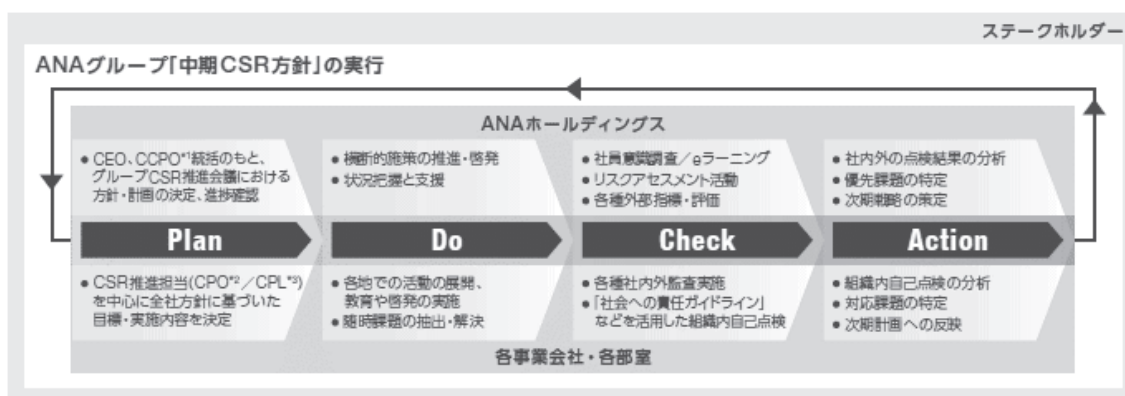 ステークホルダー
ANAグループ「中期CSR方針」の実行
ANAホールディングス
● CEO、CCPO*1統括のもと、
グループCSR推進会議における
方針・計画の決定、進捗確認
● 横断的施策の推進・啓発
● 状況把握と支援
● 社員意識調査／eラーニング
● リスクアセスメント活動
● 各種外部指標・評価
● 社内外の点検結果の分析
● 優先課題の特定
● 次期戦略の策定
Plan
Do
Check
Action
● CSR推進担当(CPO*2／CPL*3)
を中心に全社方針に基づいた
目標・実施内容を決定
● 各地での活動の展開、
教育や啓発の実施
● 随時課題の抽出・解決
● 各種社内外監査実施
● 「社会への責任ガイドライン」
などを活用した組織内自己点検
● 組織内自己点検の分析
● 対応課題の特定
● 次期計画への反映
各事業会社・各部室